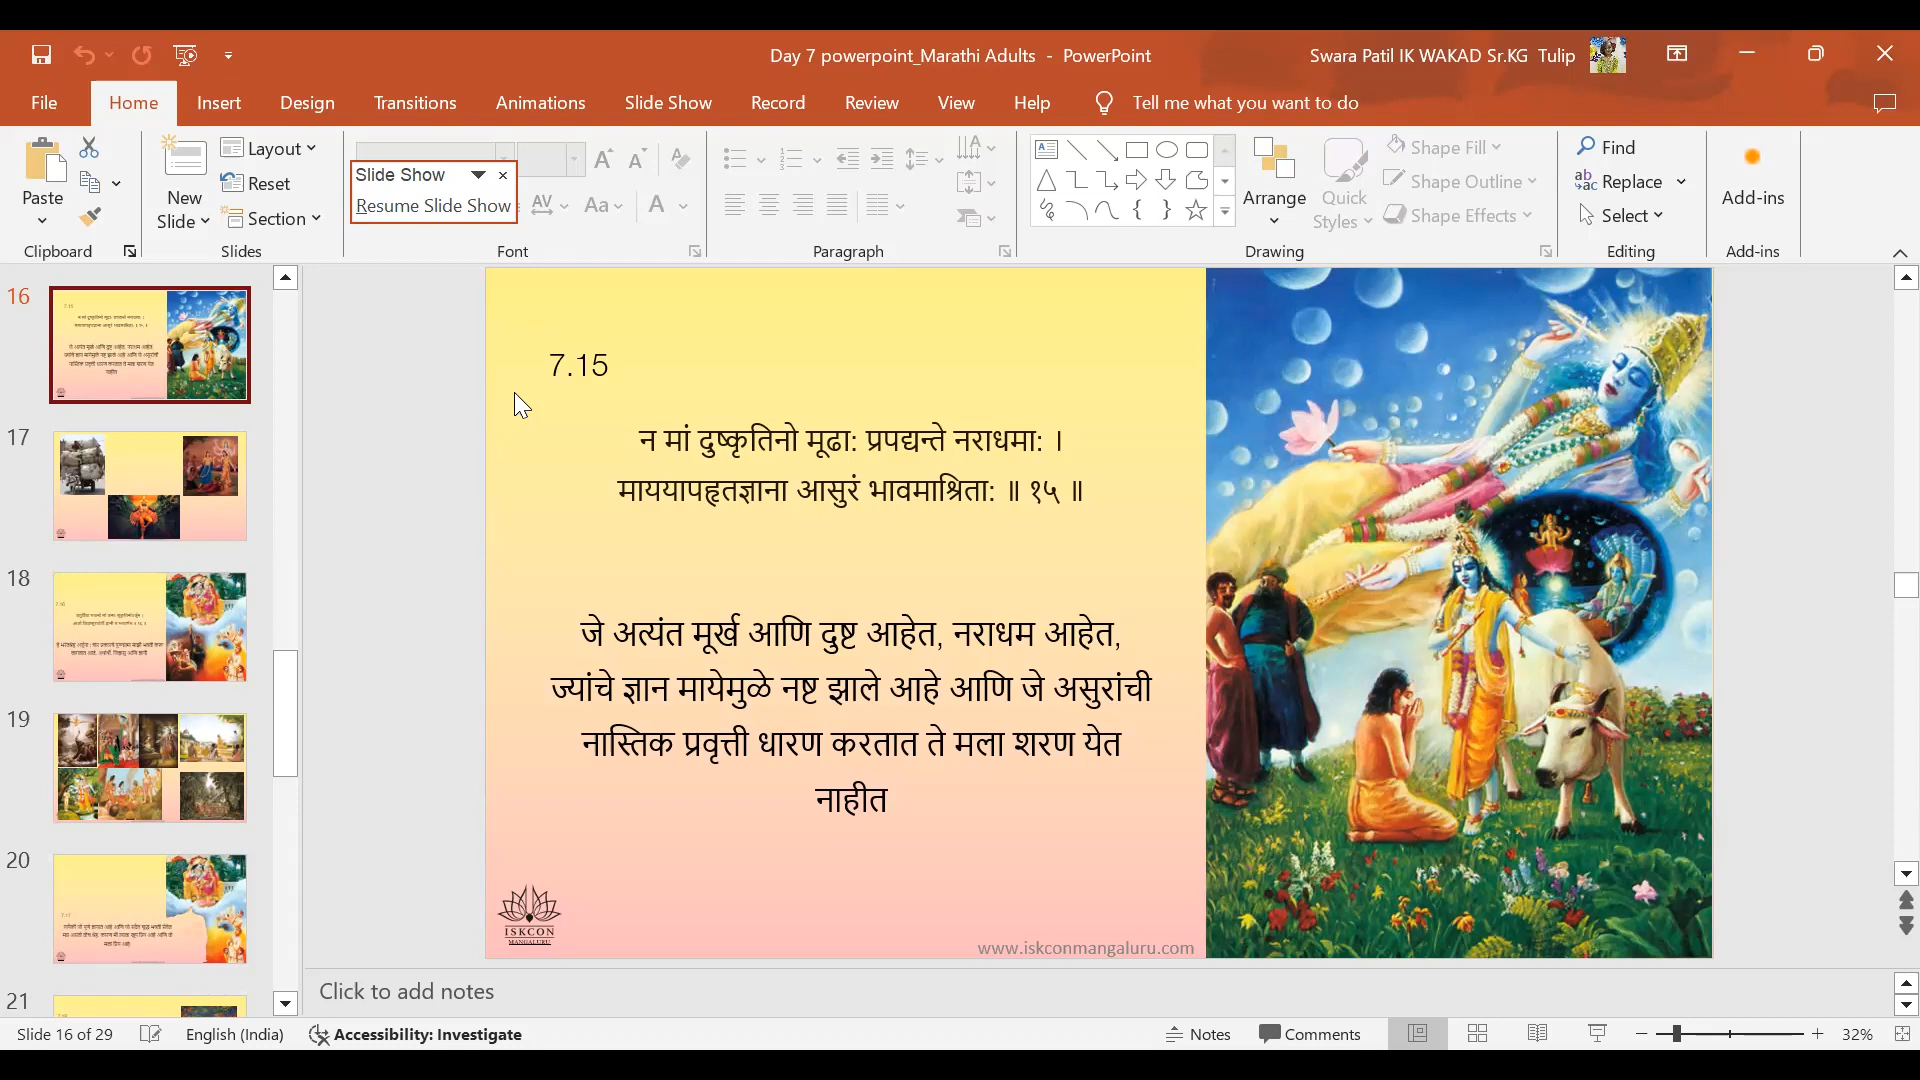 Day 7 powerpoint_Marathi Adults - PowerPoint
Swara Patil IK WAKAD Sr.KG Tulip
File Home Insert Design Transitions Animations Slide Show Record Review View Help Tell me what you want to do
Paste
Clipboard
New Slide
Layout
Reset
Section
Slides
Slide Show
Resume Slide Show
Font
Paragraph
Arrange
Quick Styles
Shape Fill
Shape Outline
Shape Effects
Drawing
Find
Replace
Select
Editing
Add-ins
Add-ins
16
17
18
19
20
21
7.15
न मां दुष्कृतिनो मूढा: प्रपद्यन्ते नराधमा: ।
माययापहृतज्ञाना आसुरं भावमाश्रिता: ॥ १५ ॥
जे अत्यंत मूर्ख आणि दुष्ट आहेत, नराधम आहेत,
ज्यांचे ज्ञान मायेमुळे नष्ट झाले आहे आणि जे असुरांची
नास्तिक प्रवृत्ती धारण करतात ते मला शरण येत
नाहीत
ISKCON
MANGALURU
www.iskconmangaluru.com
Click to add notes
Slide 16 of 29 English (India) Accessibility: Investigate Notes Comments 32%